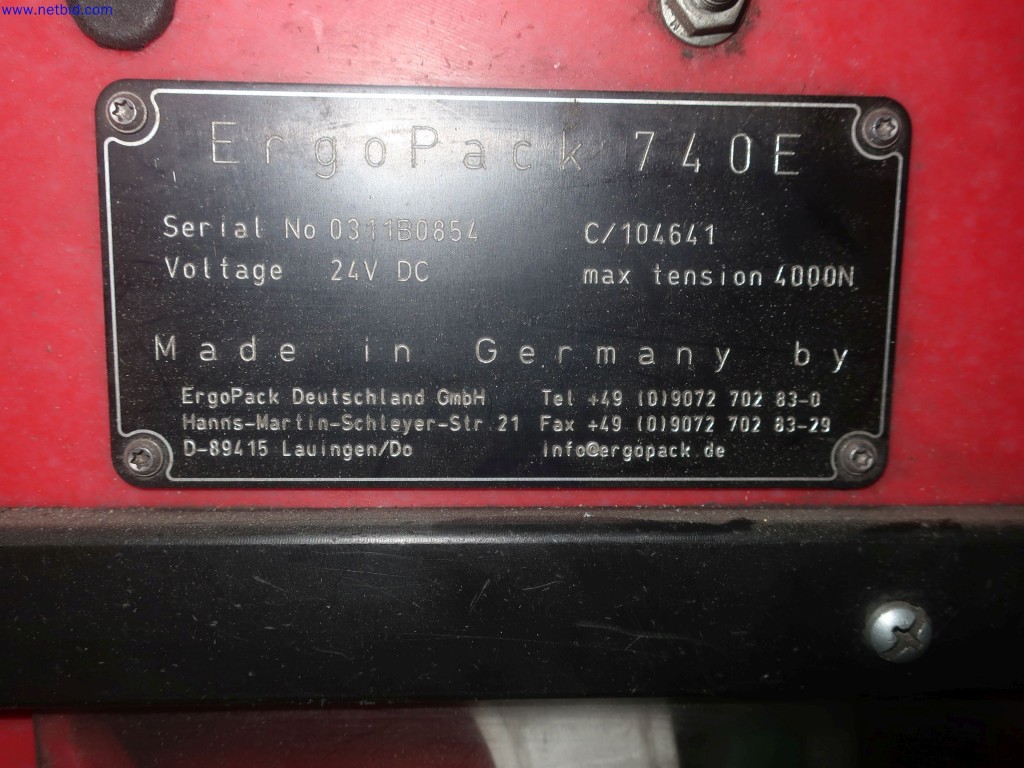 www.netbid.com
ErgoPack 740E
Serial No 0311B0854 C/104641
Voltage 24V DC max tension 4000N
Made in Germany by
ErgoPack Deutschland GmbH Tel +49 (0)9072 702 83-0
Hanns-Martin-Schleyer-Str. 21 Fax +49 (0)9072 702 83-29
D-89415 Lauingen/Do info@ergopack.de